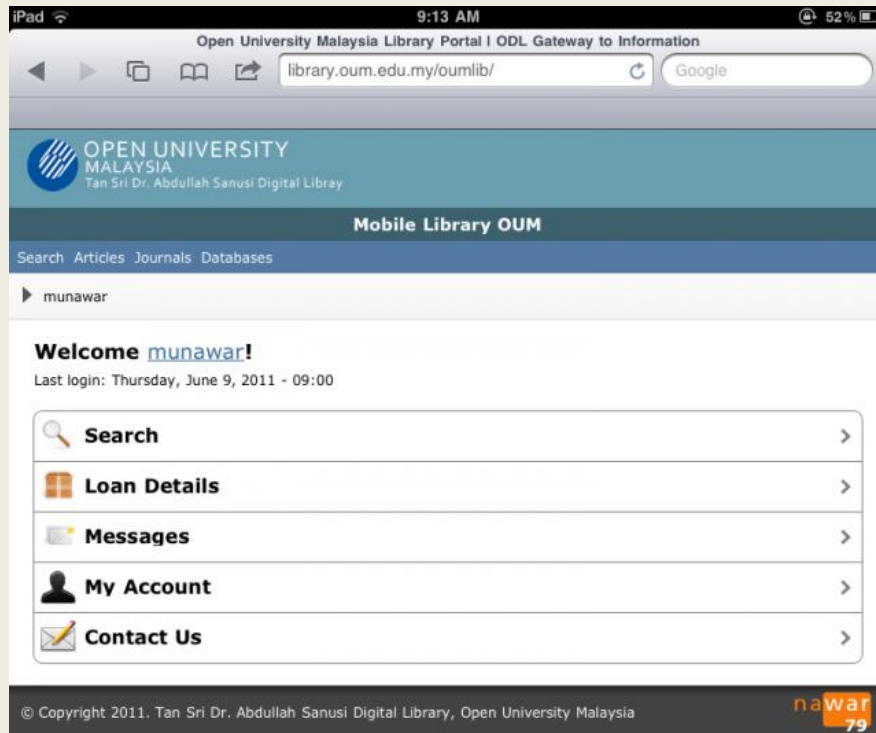 iPad 9:13 AM 52%
Open University Malaysia Library Portal | ODL Gateway to Information
library.oum.edu.my/oumlib/ Google
OPEN UNIVERSITY
MALAYSIA
Tan Sri Dr. Abdullah Sanusi Digital Libray
Mobile Library OUM
Search Articles Journals Databases
munawar
Welcome munawar!
Last login: Thursday, June 9, 2011 - 09:00
Search
Loan Details
Messages
My Account
Contact Us
© Copyright 2011. Tan Sri Dr. Abdullah Sanusi Digital Library, Open University Malaysia
nawar
79